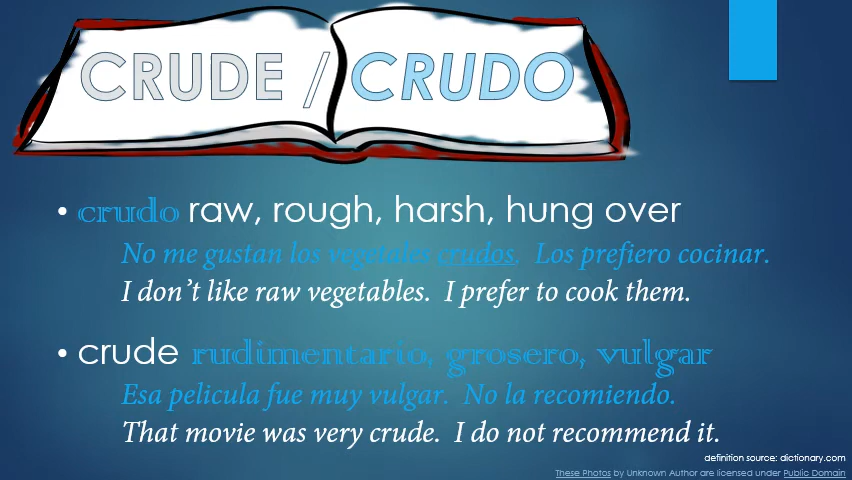 CRUDE / CRUDO
• crudo raw, rough, harsh, hung over
No me gustan los vegetales crudos. Los prefiero cocinar.
I don't like raw vegetables. I prefer to cook them.
• crude rudimentario, grosero, vulgar
Esa pelicula fue muy vulgar. No la recomiendo.
That movie was very crude. I do not recommend it.
definition source: dictionary.com
These Photos by Unknown Author are licensed under Public Domain